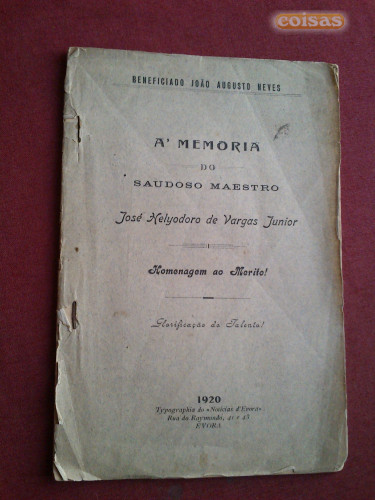 coisas
BENEFICIADO JOÃO AUGUSTO NEVES
A' MEMORIA
DO
SAUDOSO MAESTRO
José Helyodoro de Vargas Junior
Homenagem ao Merito!
Glorificação do Talento!
1920
Typographia do «Noticias d'Evora»
Rua do Raymundo, 41 e 43
ÉVORA